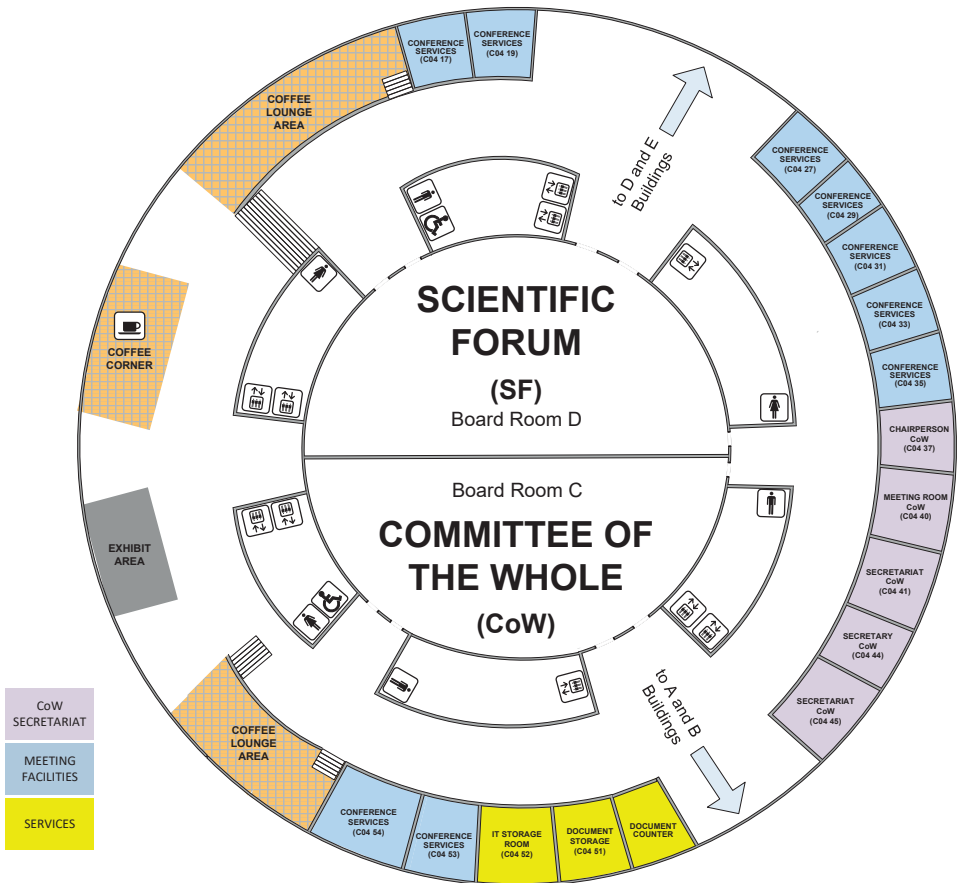 CONFERENCE
SERVICES
(C04 17)
CONFERENCE
SERVICES
(C04 19)
COFFEE
LOUNGE
AREA
to D and E
Buildings
CONFERENCE
SERVICES
(C04 27)
CONFERENCE
SERVICES
(C04 29)
CONFERENCE
SERVICES
(C04 31)
CONFERENCE
SERVICES
(C04 33)
CONFERENCE
SERVICES
(C04 35)
COFFEE
CORNER
SCIENTIFIC
FORUM
(SF)
Board Room D
CHAIRPERSON
CoW
(C04 37)
Board Room C
COMMITTEE OF
THE WHOLE
(CoW)
MEETING ROOM
CoW
(C04 40)
EXHIBIT
AREA
SECRETARIAT
CoW
(C04 41)
SECRETARY
CoW
(C04 44)
SECRETARIAT
CoW
(C04 45)
to A and B
Buildings
COFFEE
LOUNGE
AREA
CONFERENCE
SERVICES
(C04 54)
CONFERENCE
SERVICES
(C04 53)
IT STORAGE
ROOM
(C04 52)
DOCUMENT
STORAGE
(C04 51)
DOCUMENT
COUNTER
CoW
SECRETARIAT
MEETING
FACILITIES
SERVICES